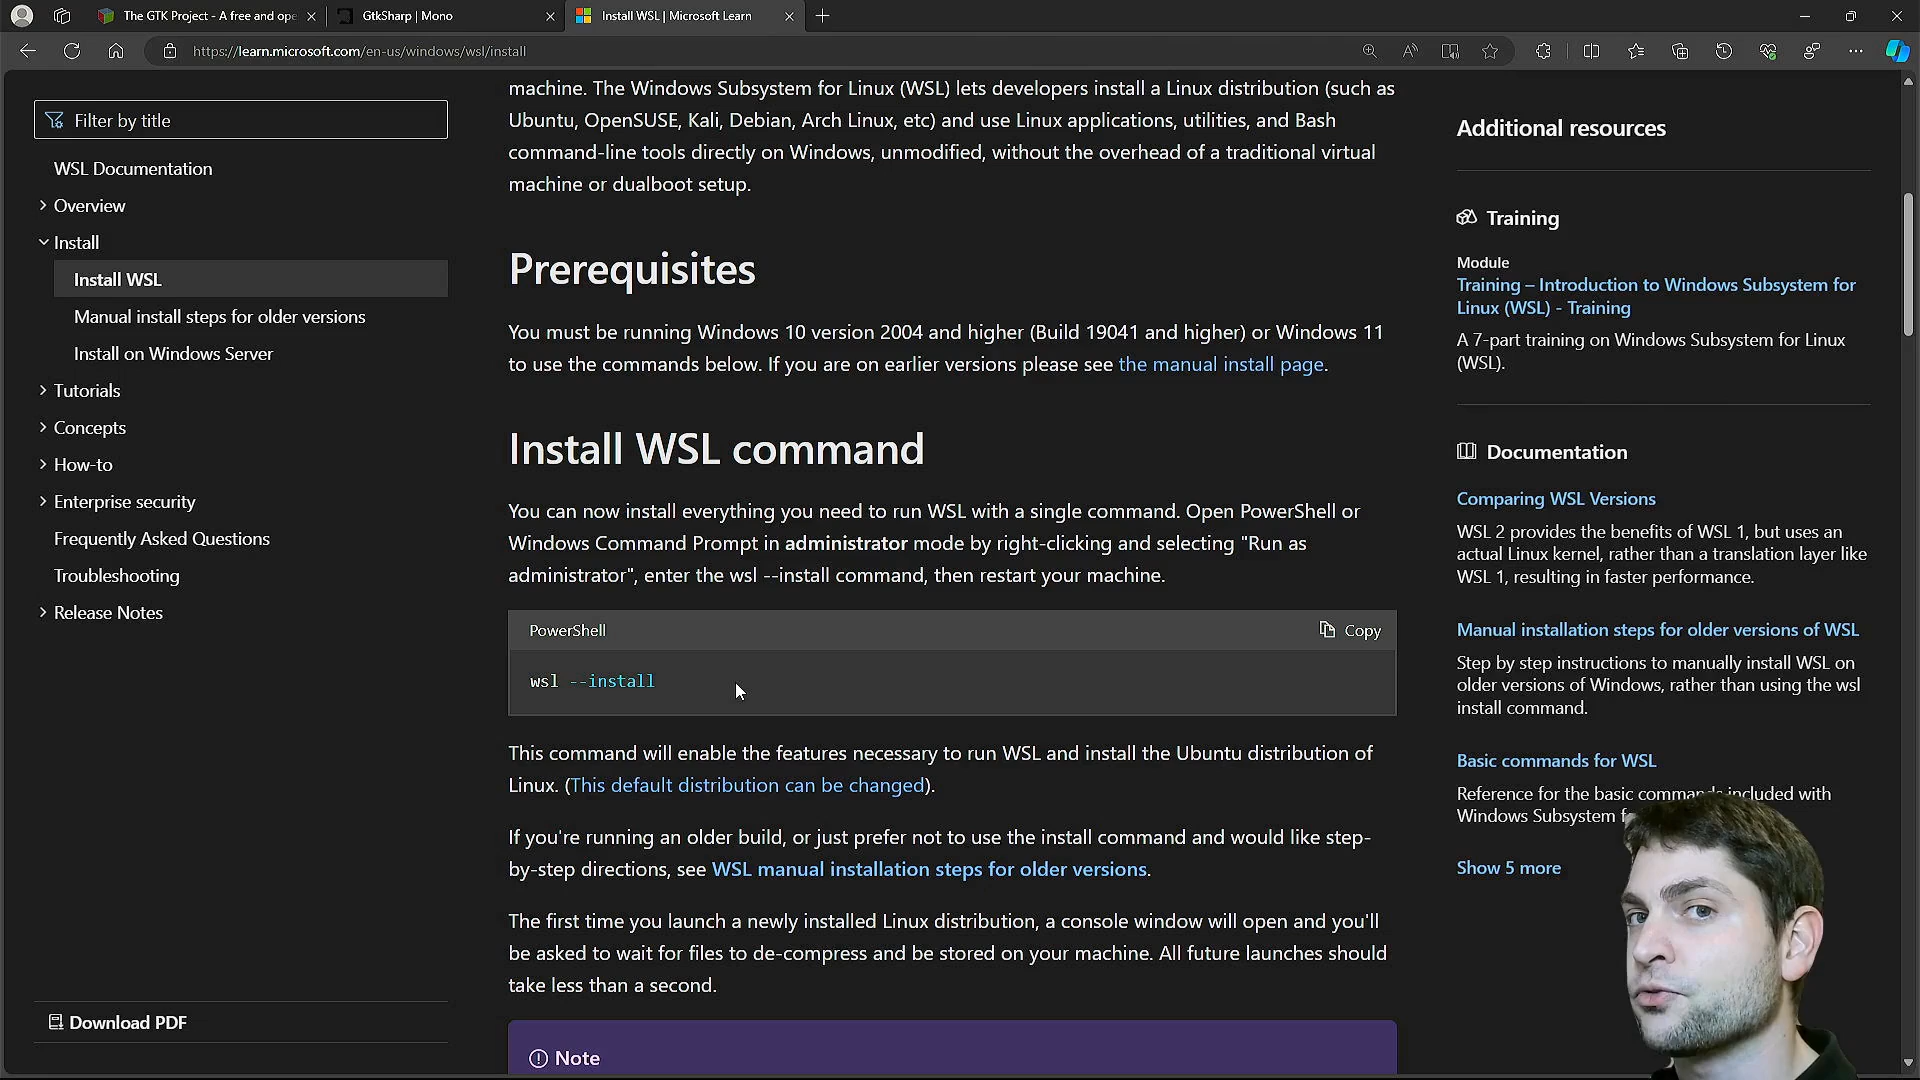 The GTK Project - A free and ope
GtkSharp | Mono
Install WSL | Microsoft Learn
https://learn.microsoft.com/en-us/windows/wsl/install
Filter by title
WSL Documentation
Overview
Install
Install WSL
Manual install steps for older versions
Install on Windows Server
Tutorials
Concepts
How-to
Enterprise security
Frequently Asked Questions
Troubleshooting
Release Notes
Download PDF
machine. The Windows Subsystem for Linux (WSL) lets developers install a Linux distribution (such as
Ubuntu, OpenSUSE, Kali, Debian, Arch Linux, etc) and use Linux applications, utilities, and Bash
command-line tools directly on Windows, unmodified, without the overhead of a traditional virtual
machine or dualboot setup.
Prerequisites
You must be running Windows 10 version 2004 and higher (Build 19041 and higher) or Windows 11
to use the commands below. If you are on earlier versions please see the manual install page.
Install WSL command
You can now install everything you need to run WSL with a single command. Open PowerShell or
Windows Command Prompt in administrator mode by right-clicking and selecting "Run as
administrator", enter the wsl --install command, then restart your machine.
PowerShell
Copy
wsl --install
This command will enable the features necessary to run WSL and install the Ubuntu distribution of
Linux. (This default distribution can be changed).
If you're running an older build, or just prefer not to use the install command and would like step-
by-step directions, see WSL manual installation steps for older versions.
The first time you launch a newly installed Linux distribution, a console window will open and you'll
be asked to wait for files to de-compress and be stored on your machine. All future launches should
take less than a second.
Note
Additional resources
Training
Module
Training – Introduction to Windows Subsystem for
Linux (WSL) - Training
A 7-part training on Windows Subsystem for Linux
(WSL).
Documentation
Comparing WSL Versions
WSL 2 provides the benefits of WSL 1, but uses an
actual Linux kernel, rather than a translation layer like
WSL 1, resulting in faster performance.
Manual installation steps for older versions of WSL
Step by step instructions to manually install WSL on
older versions of Windows, rather than using the wsl
install command.
Basic commands for WSL
Reference for the basic commands included with
Windows Subsystem
Show 5 more